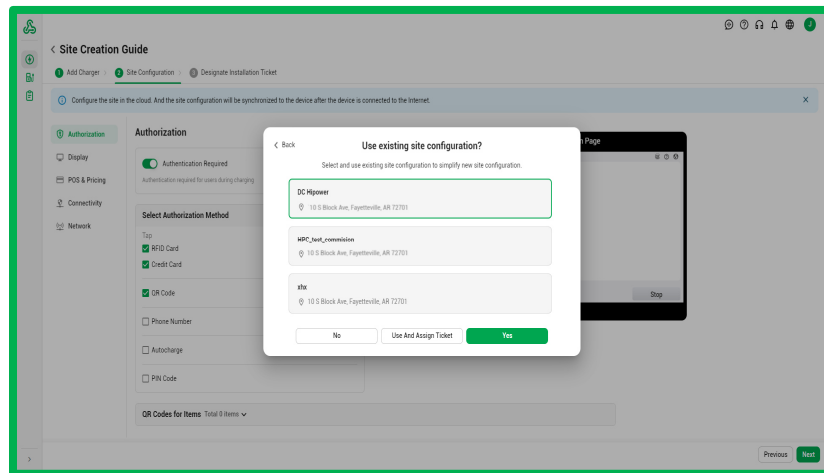 J
Site Creation Guide
1 Add Charger
2 Site Configuration
3 Designate Installation Ticket
Configure the site in the cloud. And the site configuration will be synchronized to the device after the device is connected to the Internet.
Authorization
Display
POS & Pricing
Connectivity
Network
Authorization
Authentication Required
Authentication required for users during charging.
Select Authorization Method
Tap
RFID Card
Credit Card
QR Code
Phone Number
Autocharge
PIN Code
QR Codes for Items Total 0 items
Back
Use existing site configuration?
Select and use existing site configuration to simplify new site configuration.
DC Hipower
10 S Block Ave, Fayetteville, AR 72701
HPC_test_commision
10 S Block Ave, Fayetteville, AR 72701
xhx
10 S Block Ave, Fayetteville, AR 72701
No
Use And Assign Ticket
Yes
Page
Stop
Previous
Next